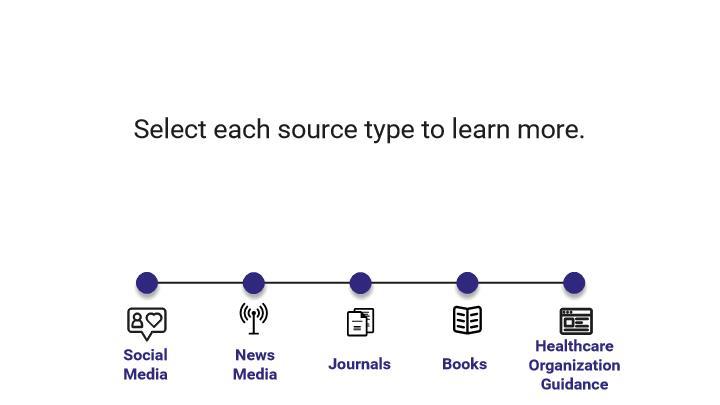 Select each source type to learn more.
Social
Media
News
Media
Journals
Books
Healthcare
Organization
Guidance